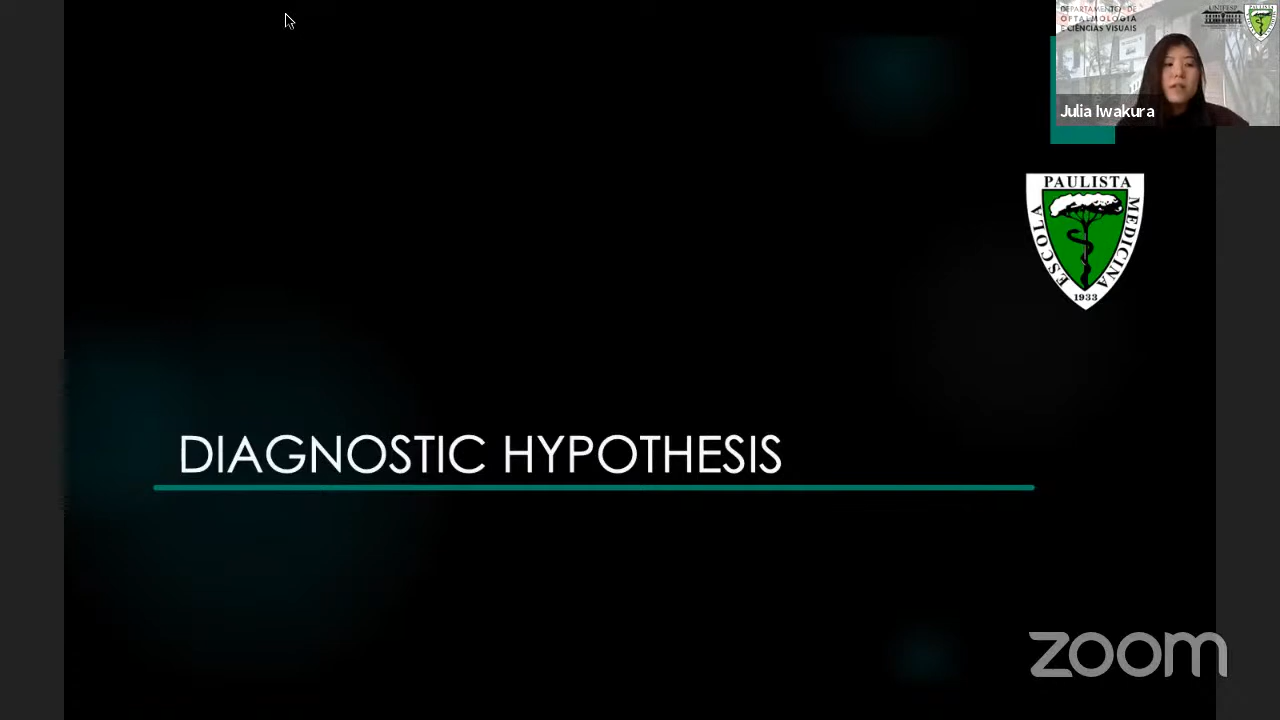 DEPARTAMENTO DE
OFTALMOLOGIA
E CIÊNCIAS VISUAIS
UNIFESP
Julia Iwakura
ESCOLA PAULISTA MEDICINA
1933
DIAGNOSTIC HYPOTHESIS
zoom